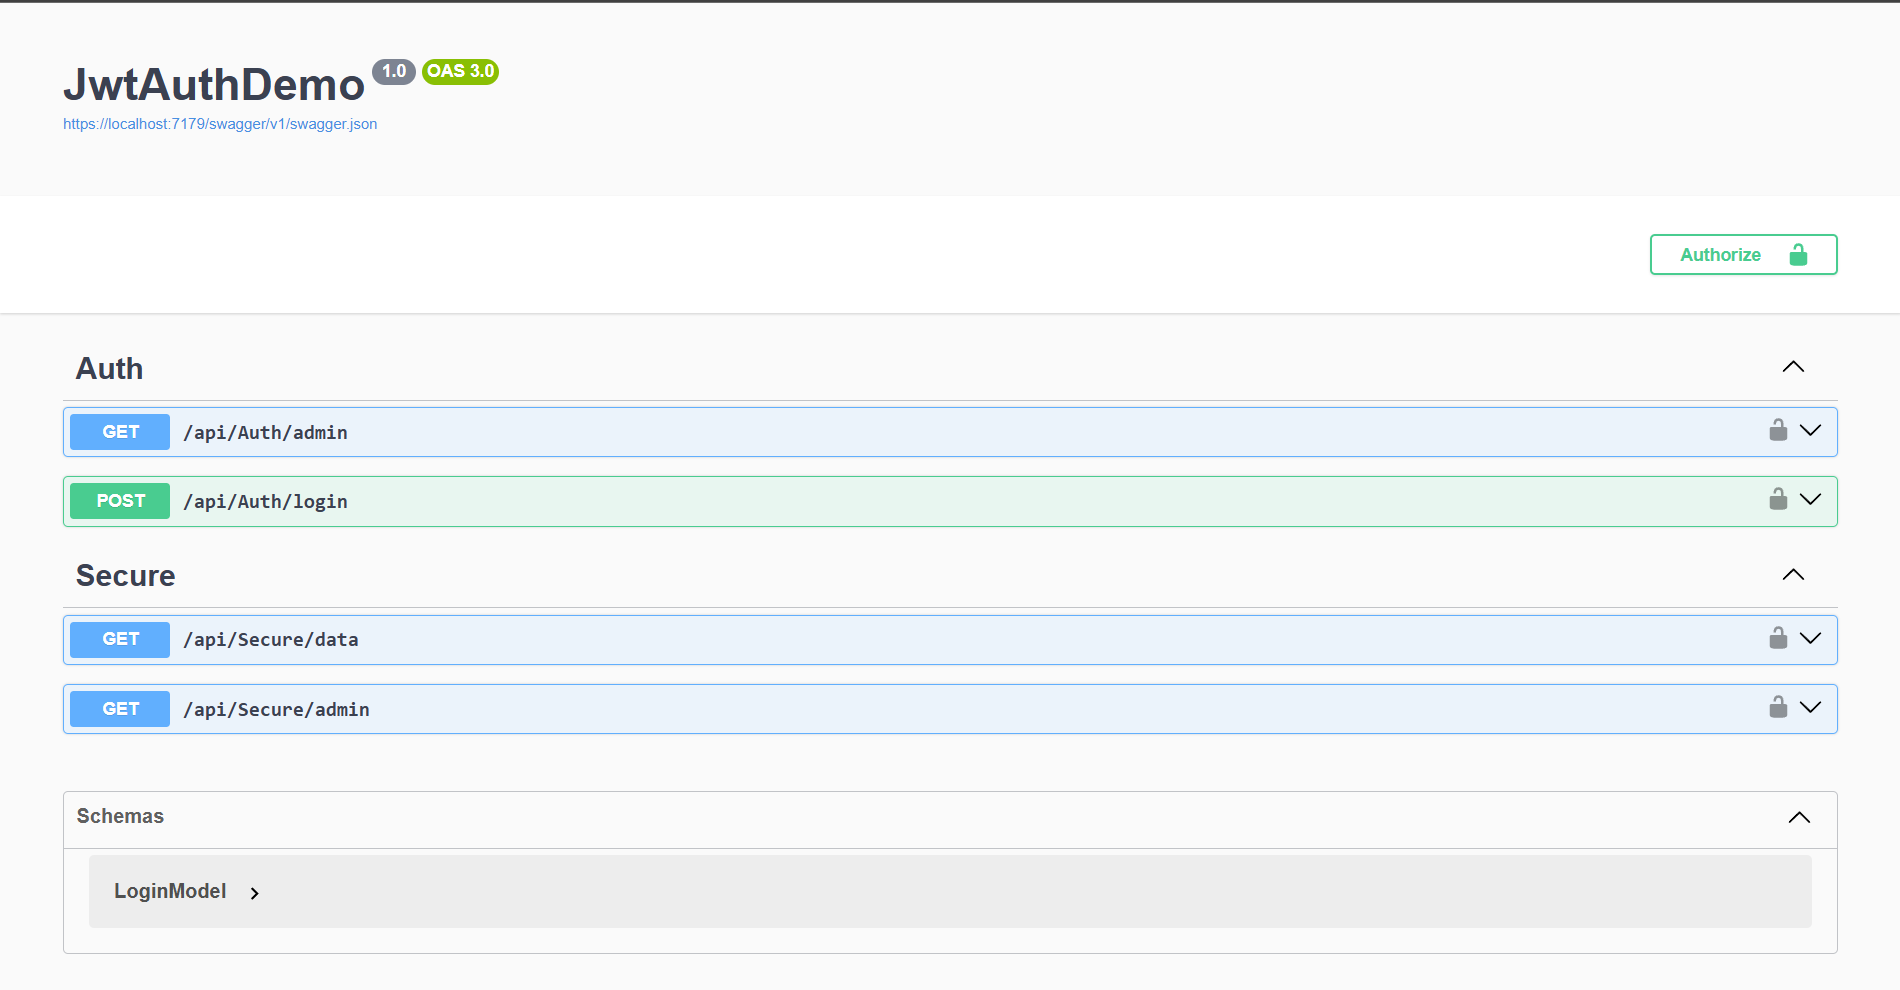 JwtAuthDemo 1.0 OAS 3.0
https://localhost:7179/swagger/v1/swagger.json
Authorize
Auth
GET /api/Auth/admin
POST /api/Auth/login
Secure
GET /api/Secure/data
GET /api/Secure/admin
Schemas
LoginModel